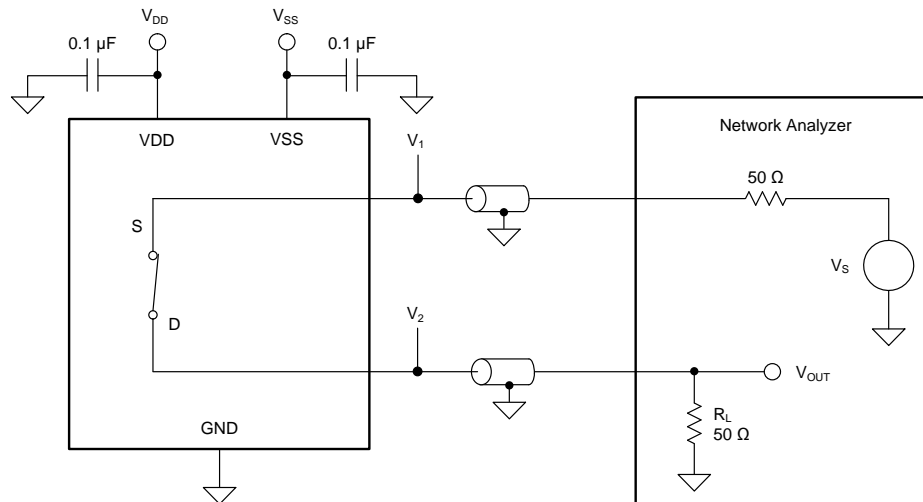 VDD
VSS
0.1 µF
0.1 µF
VDD
VSS
V1
Network Analyzer
50 Ω
S
VS
D
V2
VOUT
RL
50 Ω
GND